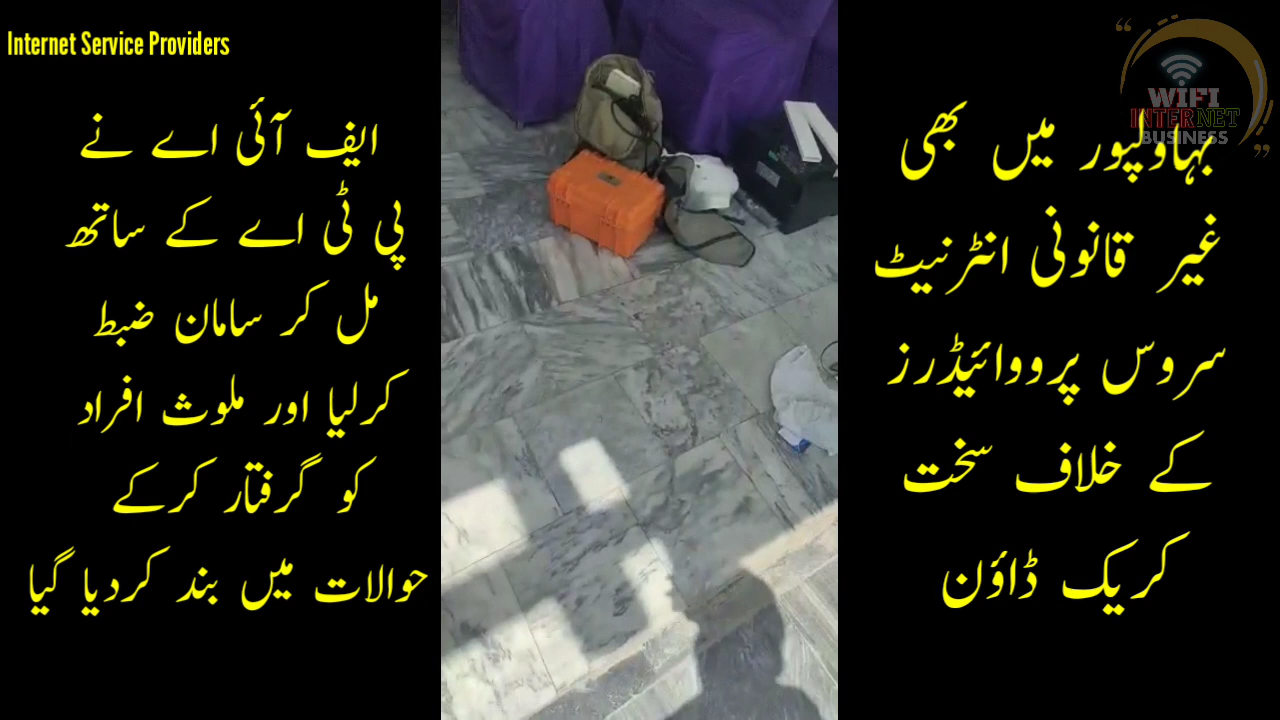 Internet Service Providers
WIFI
INTERNET
BUSINESS
بہاولپور میں بھی
غیر قانونی انٹرنیٹ
سروس پرووائیڈرز
کے خلاف سخت
کریک ڈاؤن
ایف آئی اے نے
پی ٹی اے کے ساتھ
مل کر سامان ضبط
کرلیا اور ملوث افراد
کو گرفتار کرکے
حوالات میں بند کردیا گیا